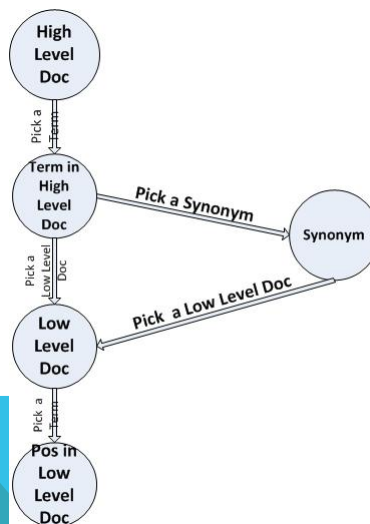 High
Level
Doc
Pick a
Term
Term in
High
Level
Doc
Pick a Synonym
Synonym
Pick a
Low Level
Doc
Pick a Low Level Doc
Low
Level
Doc
Pick a
Term
Pos in
Low
Level
Doc